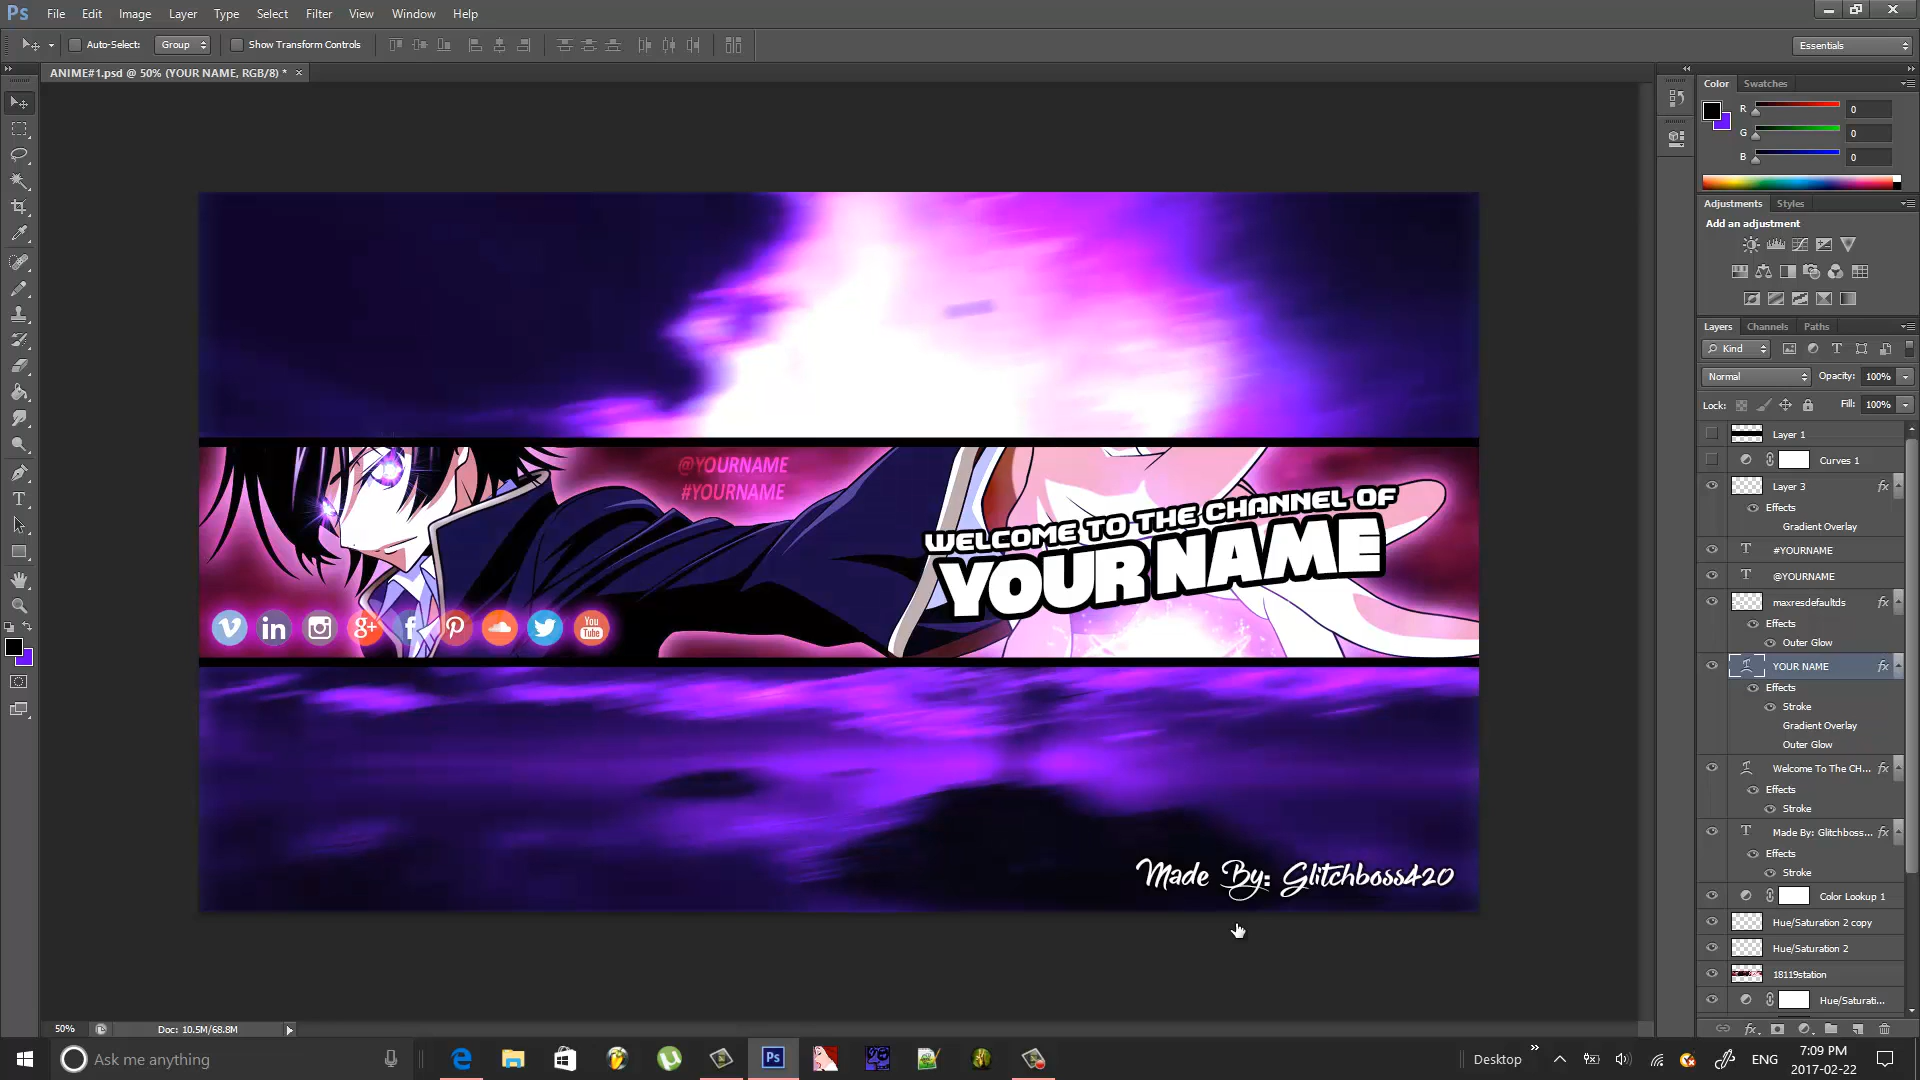 Ps File Edit Image Layer Type Select Filter View Window Help
Auto-Select: Group Show Transform Controls Essentials
ANIME#1.psd @ 50% (YOUR NAME, RGB/8) * ×
Color Swatches
R 0
G 0
B 0
Adjustments Styles
Add an adjustment
Layers Channels Paths
Kind
Normal Opacity: 100%
Lock: Fill: 100%
Layer 1
Curves 1
Layer 3 fx
Effects
Gradient Overlay
#YOURNAME
@YOURNAME
maxresdefaultds fx
Effects
Outer Glow
YOUR NAME fx
Effects
Stroke
Gradient Overlay
Outer Glow
Welcome To The CH... fx
Effects
Stroke
Made By: Glitchboss... fx
Effects
Stroke
Color Lookup 1
Hue/Saturation 2 copy
Hue/Saturation 2
18119station
Hue/Saturati...
@YOURNAME
#YOURNAME
WELCOME TO THE CHANNEL OF
YOUR NAME
You
Tube
Made By: Glitchboss420
50% Doc: 10.5M/68.8M
Ask me anything
Ps
Desktop
ENG
7:09 PM
2017-02-22